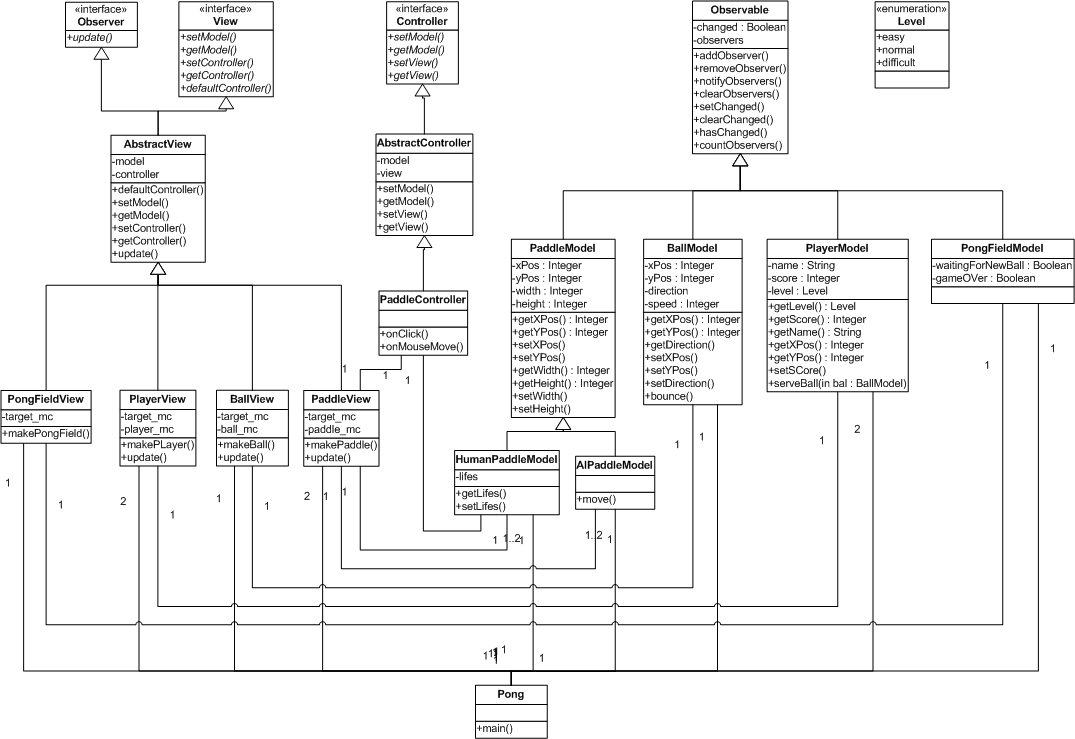 «interface»
Observer
+update()
«interface»
View
+setModel()
+getModel()
+setController()
+getController()
+defaultController()
«interface»
Controller
+setModel()
+getModel()
+setView()
+getView()
Observable
-changed : Boolean
-observers
+addObserver()
+removeObserver()
+notifyObservers()
+clearObservers()
+setChanged()
+clearChanged()
+hasChanged()
+countObservers()
«enumeration»
Level
+easy
+normal
+difficult
AbstractView
-model
-controller
+defaultController()
+setModel()
+getModel()
+setController()
+getController()
+update()
AbstractController
-model
-view
+setModel()
+getModel()
+setView()
+getView()
PaddleModel
-xPos : Integer
-yPos : Integer
-width : Integer
-height : Integer
+getXPos() : Integer
+getYPos() : Integer
+setXPos()
+setYPos()
+getWidth() : Integer
+getHeight() : Integer
+setWidth()
+setHeight()
BallModel
-xPos : Integer
-yPos : Integer
-direction
-speed : Integer
+getXPos() : Integer
+getYPos() : Integer
+getDirection()
+setXPos()
+setYPos()
+setDirection()
+bounce()
PlayerModel
-name : String
-score : Integer
-level : Level
+getLevel() : Level
+getScore() : Integer
+getName() : String
+getXPos() : Integer
+getYPos() : Integer
+setSCore()
+serveBall(in bal : BallModel)
PongFieldModel
-waitingForNewBall : Boolean
-gameOVer : Boolean
PaddleController
+onClick()
+onMouseMove()
1
1
1
1
1
PongFieldView
-target_mc
+makePongField()
PlayerView
-target_mc
-player_mc
+makePLayer()
+update()
BallView
-target_mc
-ball_mc
+makeBall()
+update()
PaddleView
-target_mc
-paddle_mc
+makePaddle()
+update()
1
1
1
2
HumanPaddleModel
-lifes
+getLifes()
+setLifes()
AIPaddleModel
+move()
1
1
2
1
1
1
2
1
1
1
1..2
1
1..2
1
1
1
1
1
Pong
+main()